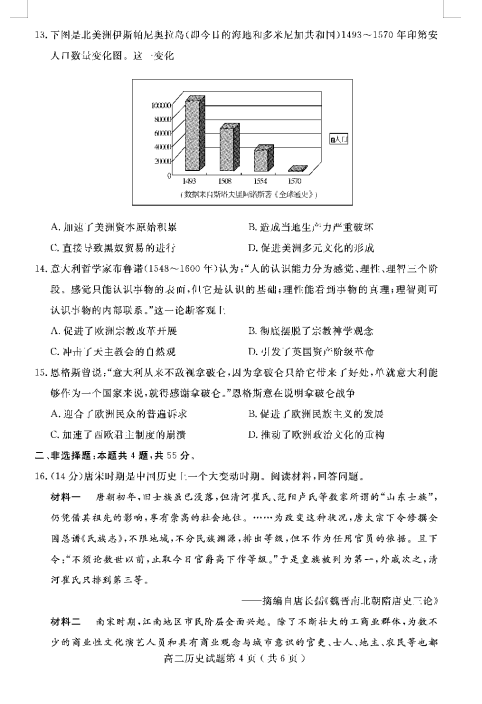 13. 下图是北美洲伊斯帕尼奥拉岛(即今日的海地和多米尼加共和国)1493～1570 年印第安
人口数量变化图。这一变化
100000
80000
60000
40000
20000
0
1493 1508 1554 1570
人口
(数据来自斯塔夫里阿诺斯著《全球通史》)
A. 加速了美洲资本原始积累 B. 造成当地生产力严重破坏
C. 直接导致黑奴贸易的进行 D. 促进美洲多元文化的形成
14. 意大利哲学家布鲁诺(1548～1600 年)认为:“人的认识能力分为感觉、理性、理智三个阶
段。感觉只能认识事物的表面,但它是认识的基础;理性能看到事物的真理;理智则可
认识事物的内部联系。”这一论断客观上
A. 促进了欧洲宗教改革开展 B. 彻底摆脱了宗教神学观念
C. 冲击了天主教会的自然观 D. 引发了英国资产阶级革命
15. 恩格斯曾说:“意大利从来不敌视拿破仑,因为拿破仑只给它带来了好处,单就意大利能
够作为一个国家来说,就得感谢拿破仑。”恩格斯意在说明拿破仑战争
A. 迎合了欧洲民众的普遍诉求 B. 促进了欧洲民族主义的发展
C. 加速了西欧君主制度的崩溃 D. 推动了欧洲政治文化的重构
二、非选择题:本题共 4 题,共 55 分。
16. (14 分)唐宋时期是中国历史上一个大变动时期。阅读材料,回答问题。
材料一 唐朝初年,旧士族虽已没落,但清河崔氏、范阳卢氏等数家所谓的“山东士族”,
仍凭借其祖先的影响,享有崇高的社会地位。……为改变这种状况,唐太宗下令修撰全
国总谱《氏族志》,不限地域,不分民族渊源,排出等级,但不作为任用官员的依据。且下
令:“不须论数世以前,止取今日官爵高下作等级。”于是皇族被列为第一,外戚次之,清
河崔氏只排到第三等。
——摘编自唐长孺《魏晋南北朝隋唐史三论》
材料二 南宋时期,江南地区市民阶层全面兴起。除了不断壮大的工商业群体,为数不
少的商业性文化演艺人员和具有商业观念与城市意识的官吏、士人、地主、农民等也都
高二历史试题第 4 页（共 6 页）